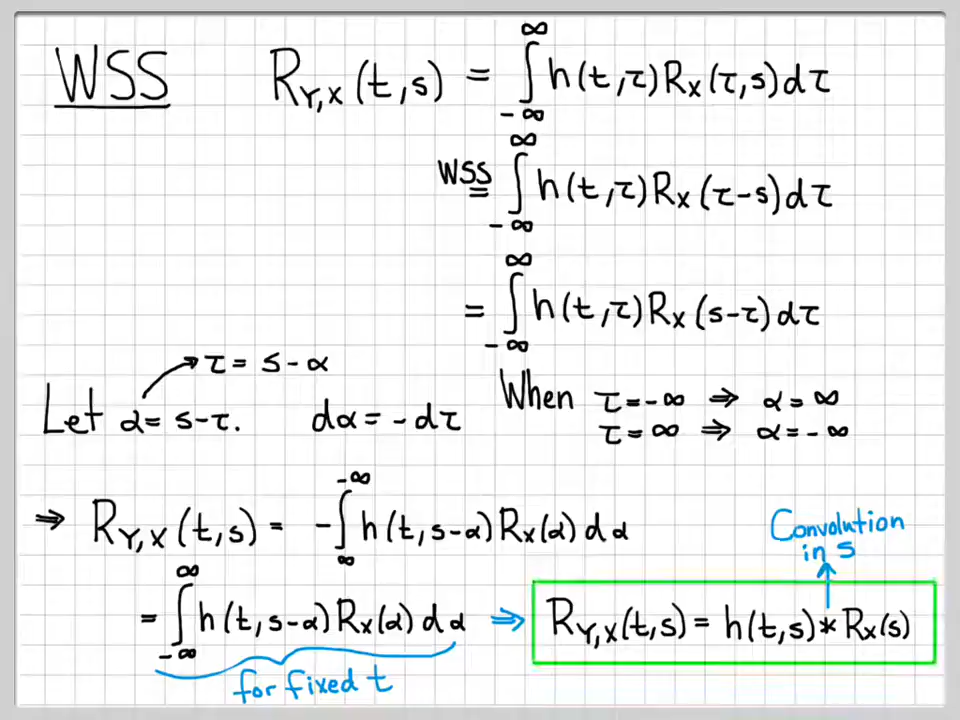 WSS R_{Y,X}(t,s) = ∫_{-∞}^{∞} h(t,τ)R_X(τ,s)dτ
WSS= ∫_{-∞}^{∞} h(t,τ)R_X(τ-s)dτ
= ∫_{-∞}^{∞} h(t,τ)R_X(s-τ)dτ
τ = s-α
Let α= s-τ. dα = -dτ
When τ=-∞ ⇒ α=∞
τ=∞ ⇒ α=-∞
⇒ R_{Y,X}(t,s) = -∫_{∞}^{-∞} h(t,s-α)R_X(α)dα
Convolution
in s
= ∫_{-∞}^{∞} h(t,s-α)R_X(α)dα ⇒ R_{Y,X}(t,s) = h(t,s)*R_X(s)
for fixed t